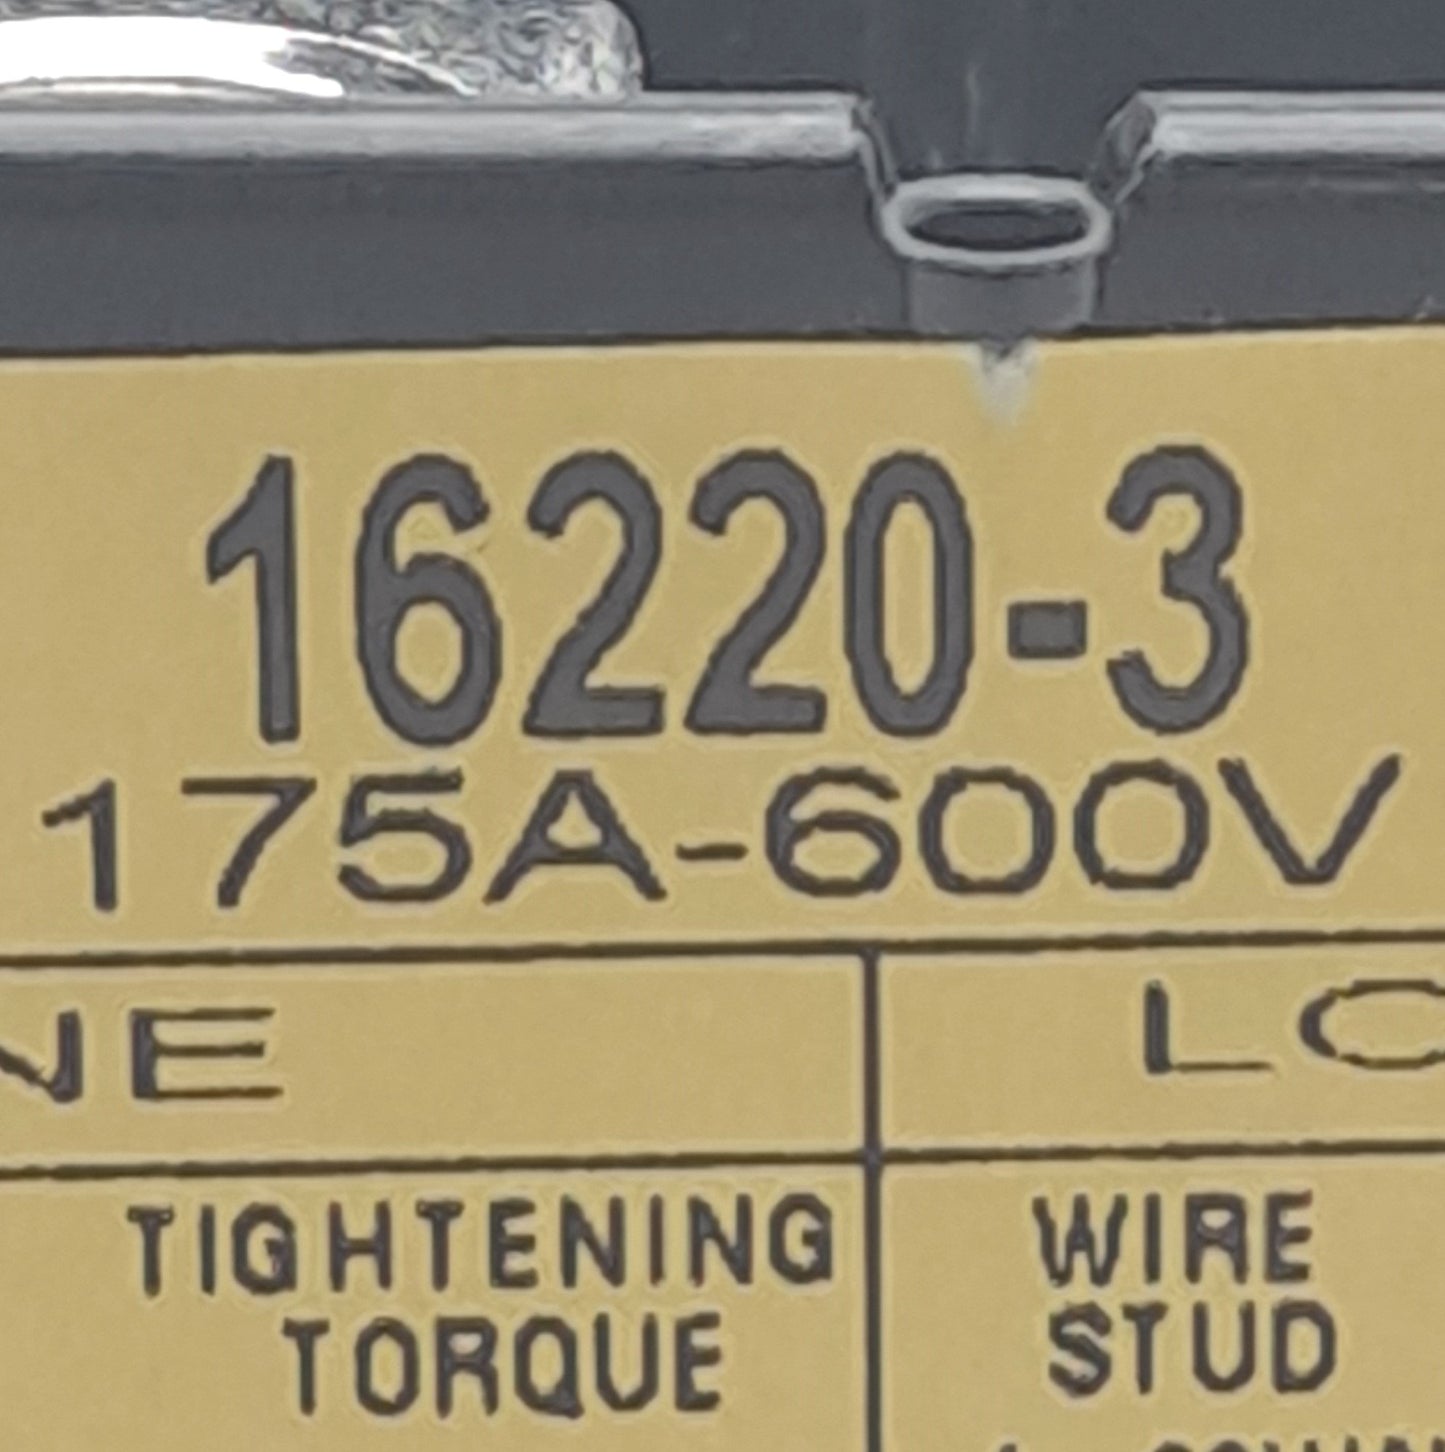 16220-3
175A-600V
TIGHTENING
TORQUE
WIRE
STUD